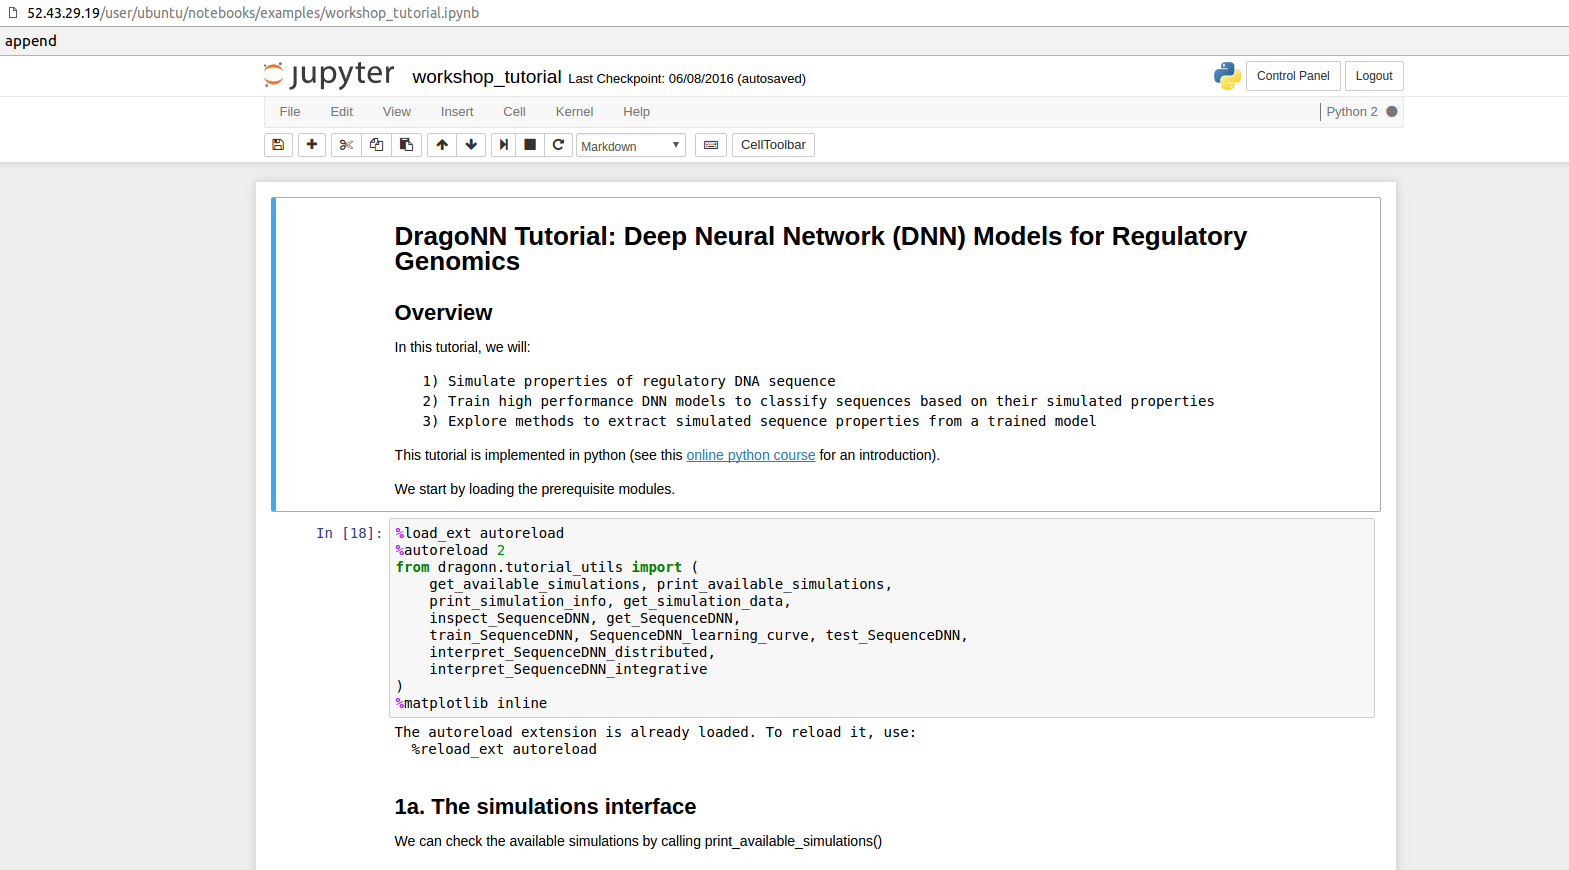 52.43.29.19/user/ubuntu/notebooks/examples/workshop_tutorial.ipynb
append
jupyter workshop_tutorial Last Checkpoint: 06/08/2016 (autosaved) Control Panel Logout
File Edit View Insert Cell Kernel Help Python 2
Markdown CellToolbar
DragoNN Tutorial: Deep Neural Network (DNN) Models for Regulatory
Genomics
Overview
In this tutorial, we will:
1) Simulate properties of regulatory DNA sequence
2) Train high performance DNN models to classify sequences based on their simulated properties
3) Explore methods to extract simulated sequence properties from a trained model
This tutorial is implemented in python (see this online python course for an introduction).
We start by loading the prerequisite modules.
In [18]: %load_ext autoreload
%autoreload 2
from dragonn.tutorial_utils import (
    get_available_simulations, print_available_simulations,
    print_simulation_info, get_simulation_data,
    inspect_SequenceDNN, get_SequenceDNN,
    train_SequenceDNN, SequenceDNN_learning_curve, test_SequenceDNN,
    interpret_SequenceDNN_distributed,
    interpret_SequenceDNN_integrative
)
%matplotlib inline
The autoreload extension is already loaded. To reload it, use:
  %reload_ext autoreload
1a. The simulations interface
We can check the available simulations by calling print_available_simulations()